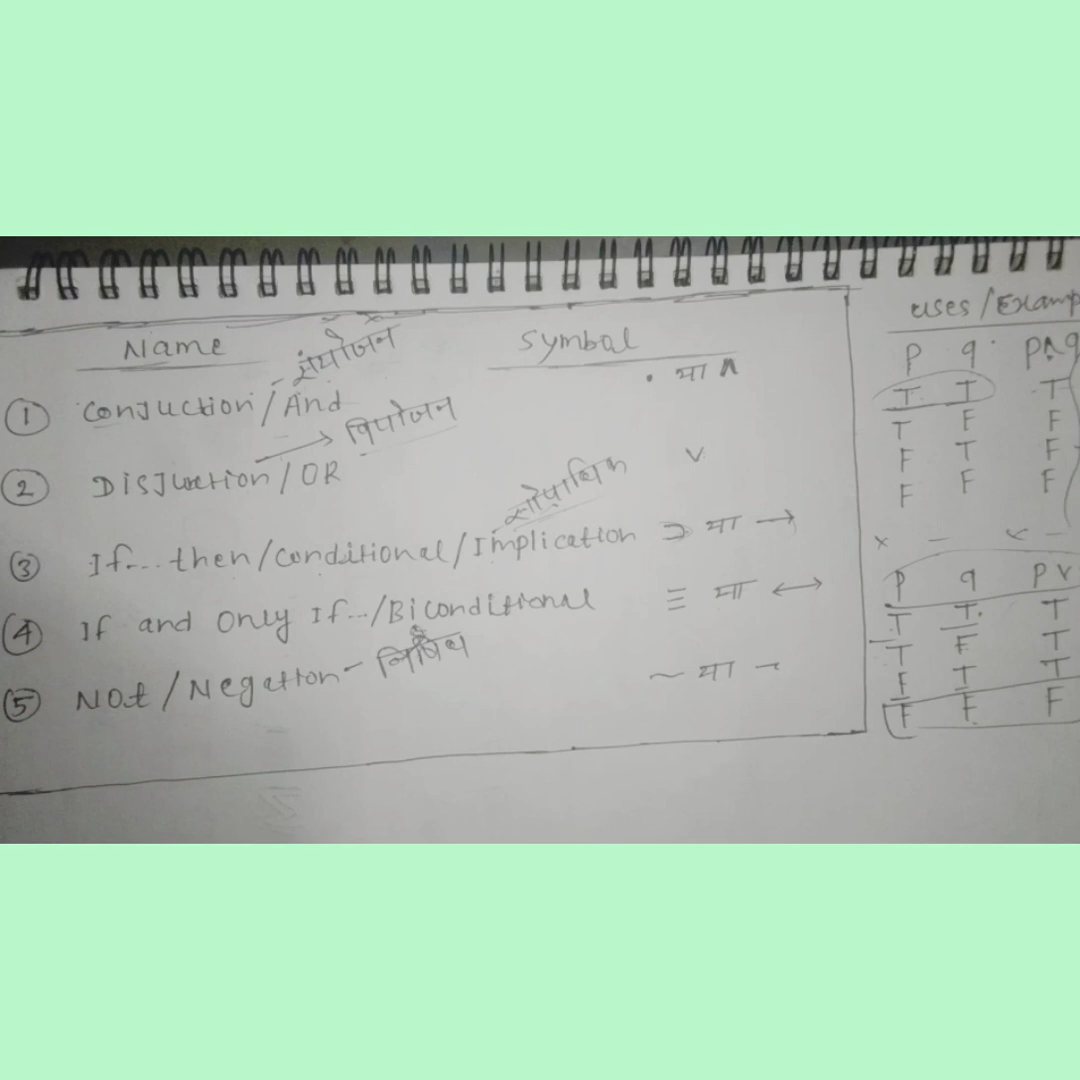 Name Symbol
संयोजन
① Conjuction / And . या ∧
→ वियोजन
② Disjuction / OR v
सोपाधिक
③ If... then / Conditional / Implication ⊃ या →
④ If and Only If... / Biconditional ≡ या ↔
⑤ Not / Negation - निषेध ~ या ¬
uses / Examp
p q p∧q
T T T
T F F
F T F
F F F
p q p v
T T T
T F T
F T T
F F F